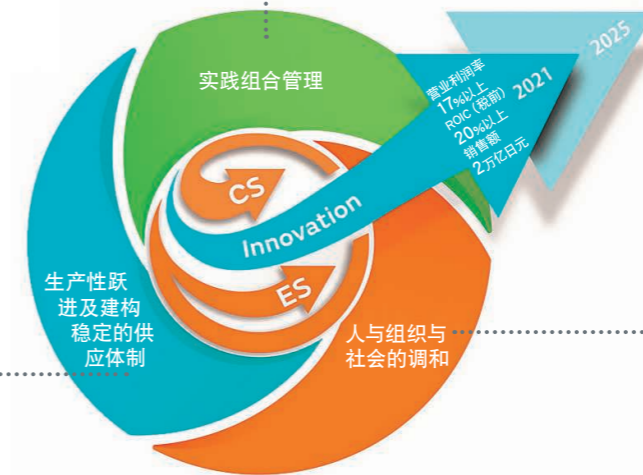 实践组合管理
营业利润率
17%以上
ROIC（税前）
20%以上
销售额
2万亿日元
2021
2025
CS
Innovation
ES
生产性跃
进及建构
稳定的供
应体制
人与组织与
社会的调和